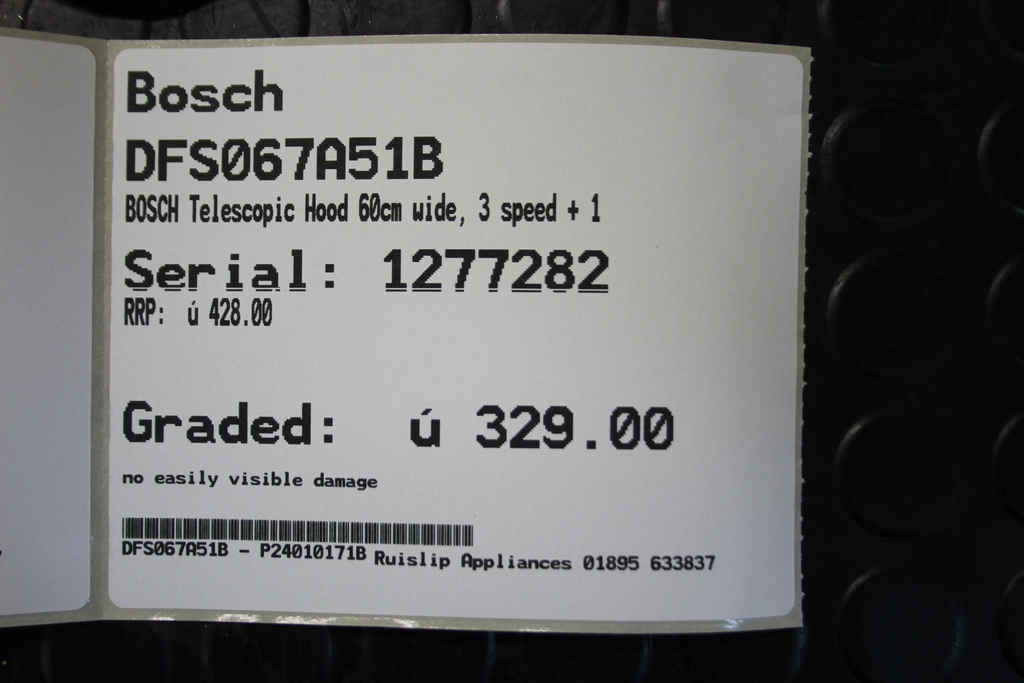 Bosch
DFS067A51B
BOSCH Telescopic Hood 60cm wide, 3 speed + 1
Serial: 1277282
RRP: ú 428.00
Graded: ú 329.00
no easily visible damage
DFS067A51B - P24010171B Ruislip Appliances 01895 633837